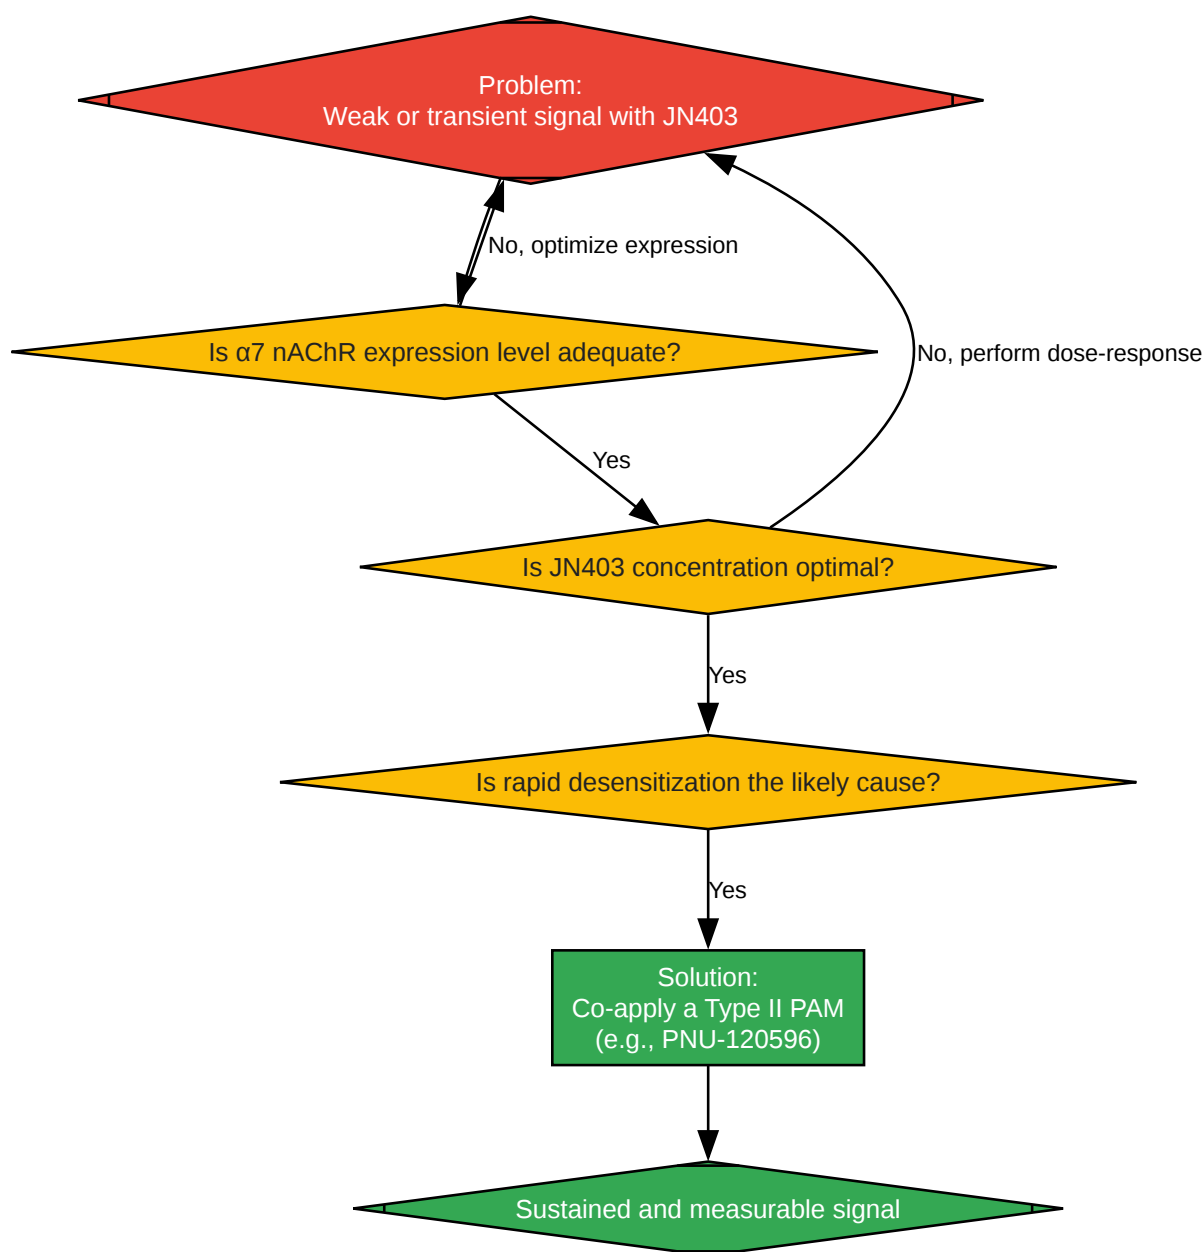 Problem:
Weak or transient signal with JN403
No, optimize expression
Is α7 nAChR expression level adequate?
No, perform dose-response
Yes
Is JN403 concentration optimal?
Yes
Is rapid desensitization the likely cause?
Yes
Solution:
Co-apply a Type II PAM
(e.g., PNU-120596)
Sustained and measurable signal